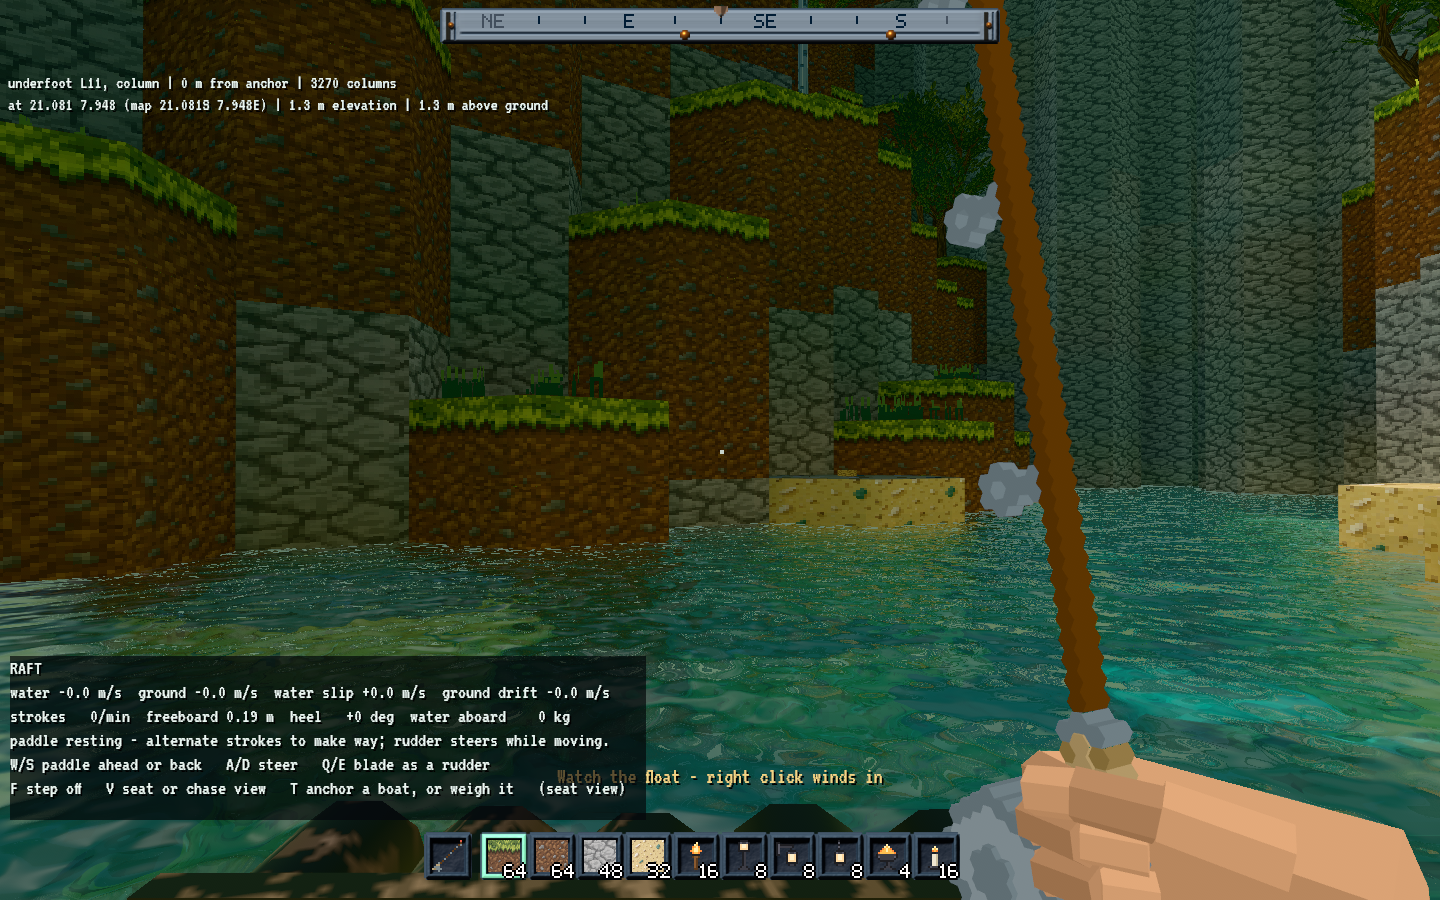 NE E SE S
underfoot L11, column | 0 m from anchor | 3270 columns
at 21.081 7.948 (map 21.081S 7.948E) | 1.3 m elevation | 1.3 m above ground
RAFT
water -0.0 m/s ground -0.0 m/s water slip +0.0 m/s ground drift -0.0 m/s
strokes 0/min freeboard 0.19 m heel +0 deg water aboard 0 kg
paddle resting - alternate strokes to make way; rudder steers while moving.
W/S paddle ahead or back A/D steer Q/E blade as a rudder
Watch the float - right click winds in
F step off V seat or chase view T anchor a boat, or weigh it (seat view)
64 64 48 32 16 8 8 8 4 16